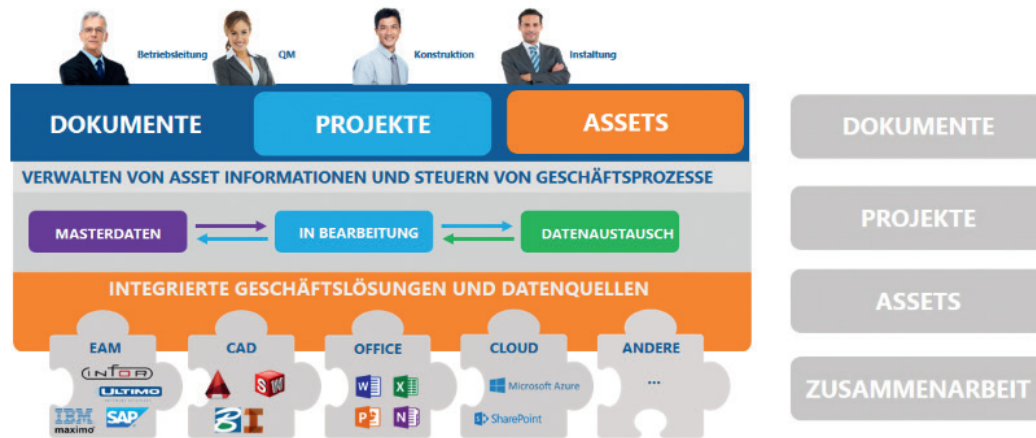 Betriebsleitung
QM
Konstruktion
Instaltung
DOKUMENTE
PROJEKTE
ASSETS
VERWALTEN VON ASSET INFORMATIONEN UND STEUERN VON GESCHÄFTSPROZESSE
MASTERDATEN
IN BEARBEITUNG
DATENAUSTAUSCH
INTEGRIERTE GESCHÄFTSLÖSUNGEN UND DATENQUELLEN
EAM
infor
ULTIMO
IBM
maximo
SAP
CAD
A
SW
B I
OFFICE
W X
P N
CLOUD
Microsoft Azure
S SharePoint
ANDERE
...
DOKUMENTE
PROJEKTE
ASSETS
ZUSAMMENARBEIT